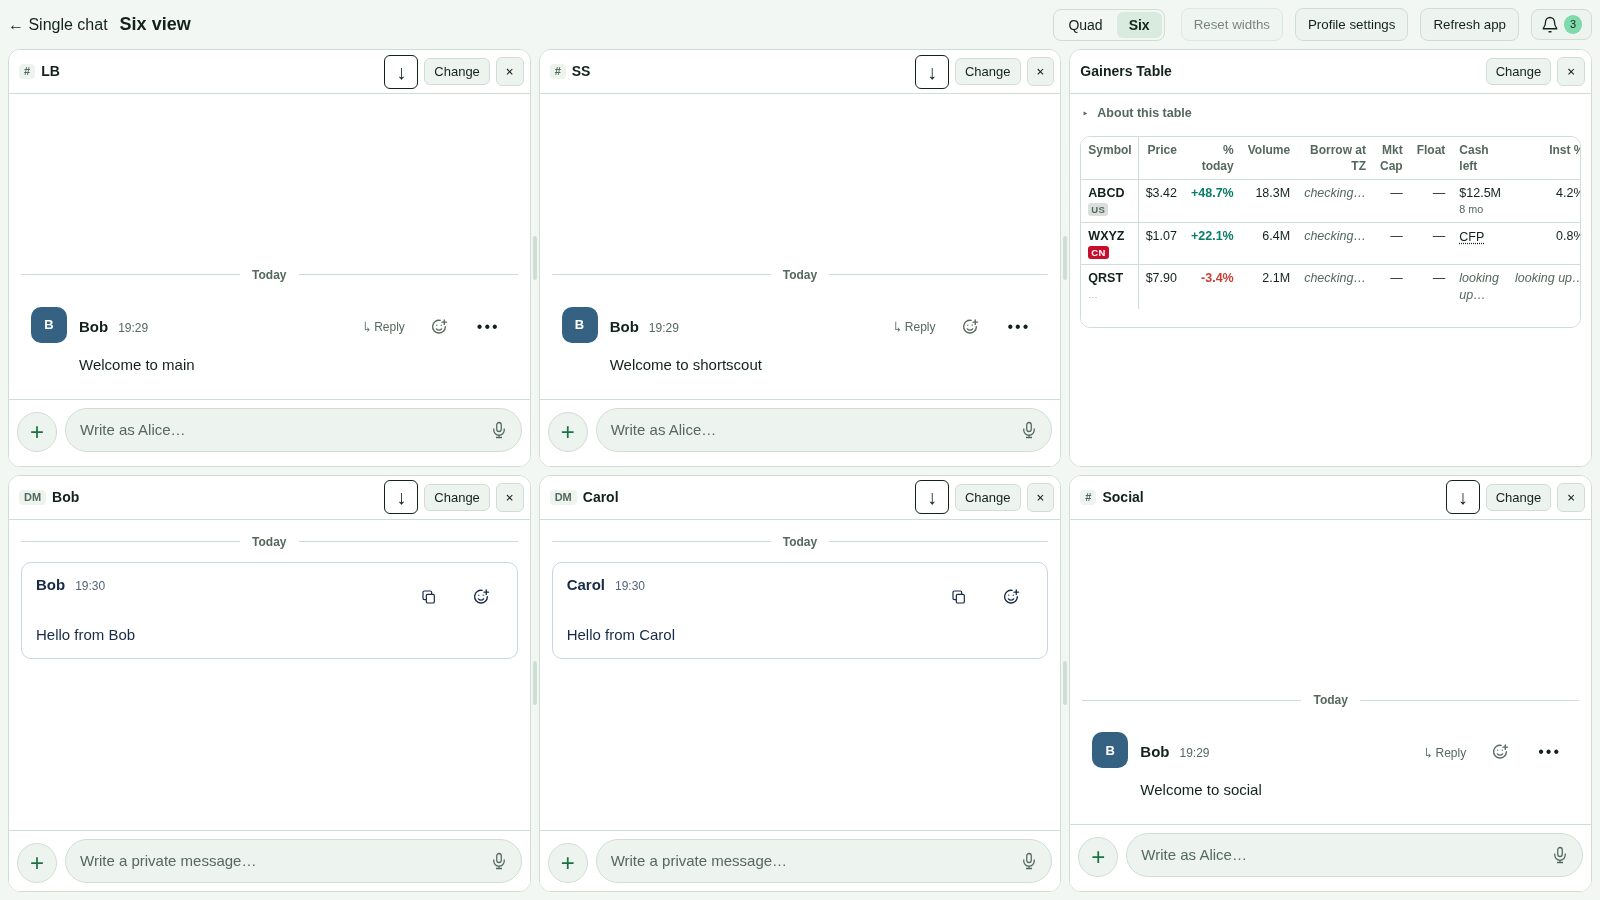 ← Single chat Six view Quad Six Reset widths Profile settings Refresh app 3
# LB ↓ Change ×
Today
B Bob 19:29 ↳ Reply •••
Welcome to main
+ Write as Alice…
# SS ↓ Change ×
Today
B Bob 19:29 ↳ Reply •••
Welcome to shortscout
+ Write as Alice…
Gainers Table Change ×
▸ About this table
Symbol Price % today Volume Borrow at TZ Mkt Cap Float Cash left Inst %
ABCD $3.42 +48.7% 18.3M checking… — — $12.5M 4.2%
US 8 mo
WXYZ $1.07 +22.1% 6.4M checking… — — CFP 0.8%
CN
QRST $7.90 -3.4% 2.1M checking… — — looking up… looking up…
…
DM Bob ↓ Change ×
Today
Bob 19:30
Hello from Bob
+ Write a private message…
DM Carol ↓ Change ×
Today
Carol 19:30
Hello from Carol
+ Write a private message…
# Social ↓ Change ×
Today
B Bob 19:29 ↳ Reply •••
Welcome to social
+ Write as Alice…